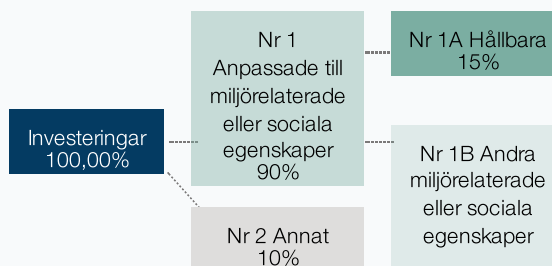 Investeringar
100,00%
Nr 1
Anpassade till
miljörelaterade
eller sociala
egenskaper
90%
Nr 2 Annat
10%
Nr 1A Hållbara
15%
Nr 1B Andra
miljörelaterade
eller sociala
egenskaper